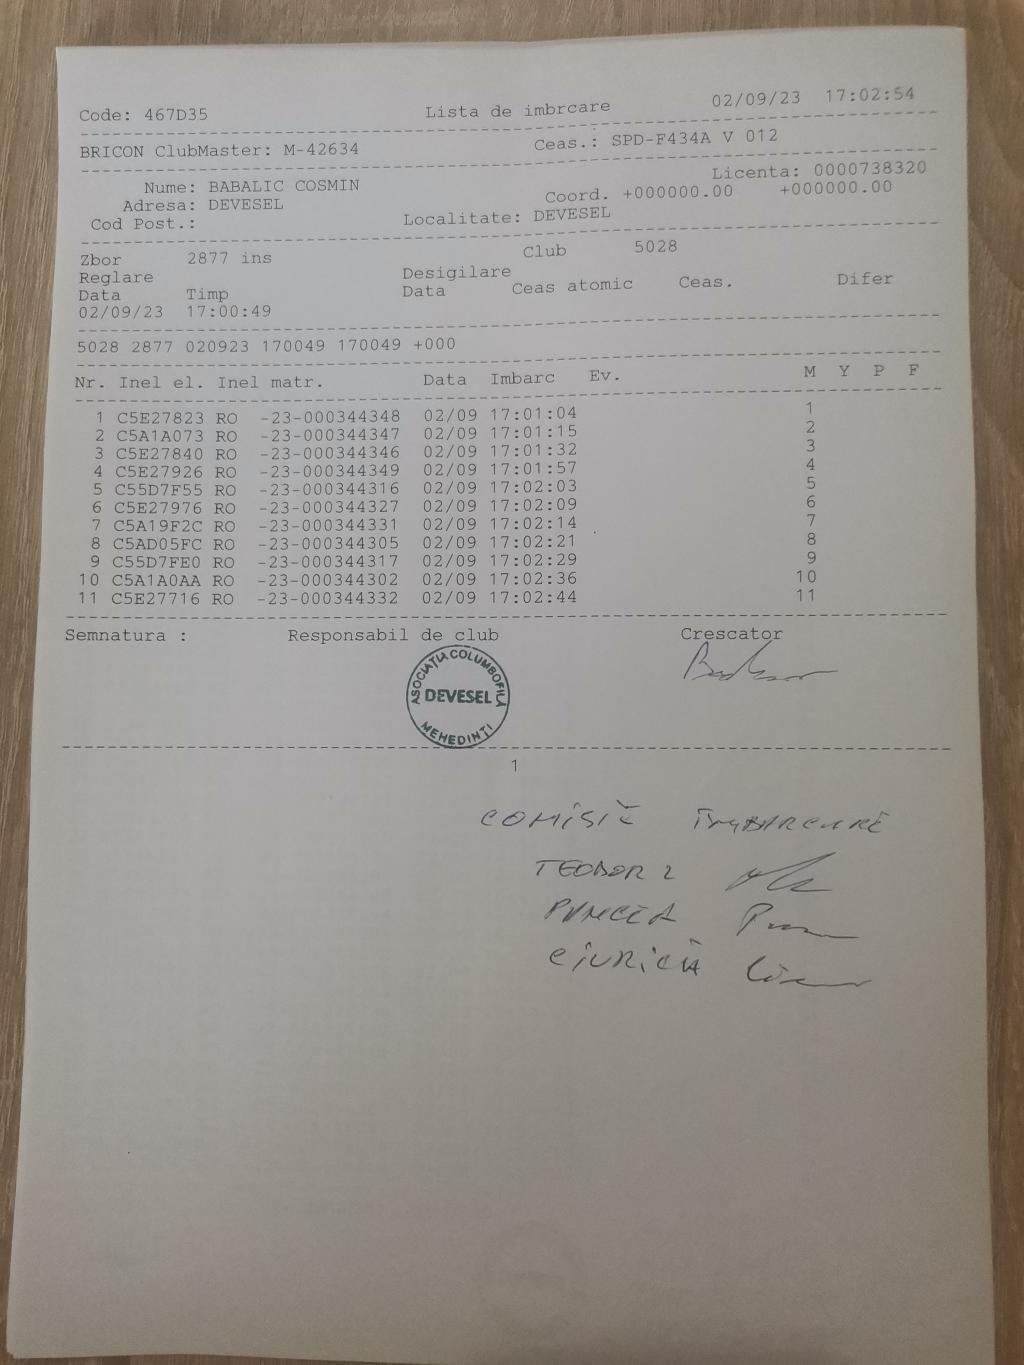 Code: 467D35 Lista de imbrcare 02/09/23 17:02:54
BRICON ClubMaster: M-42634 Ceas.: SPD-F434A V 012
Licenta: 0000738320
Nume: BABALIC COSMIN Coord. +000000.00 +000000.00
Adresa: DEVESEL
Cod Post.: Localitate: DEVESEL
Zbor 2877 ins Club 5028
Reglare Desigilare
Data Timp Data Ceas atomic Ceas. Difer
02/09/23 17:00:49
5028 2877 020923 170049 170049 +000
Nr. Inel el. Inel matr. Data Imbarc Ev. M Y P F
1 C5E27823 RO -23-000344348 02/09 17:01:04 1
2 C5A1A073 RO -23-000344347 02/09 17:01:15 2
3 C5E27840 RO -23-000344346 02/09 17:01:32 3
4 C5E27926 RO -23-000344349 02/09 17:01:57 4
5 C55D7F55 RO -23-000344316 02/09 17:02:03 5
6 C5E27976 RO -23-000344327 02/09 17:02:09 6
7 C5A19F2C RO -23-000344331 02/09 17:02:14 7
8 C5AD05FC RO -23-000344305 02/09 17:02:21 8
9 C55D7FE0 RO -23-000344317 02/09 17:02:29 9
10 C5A1A0AA RO -23-000344302 02/09 17:02:36 10
11 C5E27716 RO -23-000344332 02/09 17:02:44 11
Semnatura : Responsabil de club Crescator
ASOCIAȚIA COLUMBOFILĂ
DEVESEL
MEHEDINȚI
1
COMISIE ÎMBARCARE
TEODOR
PUNCEA
CIURICIA